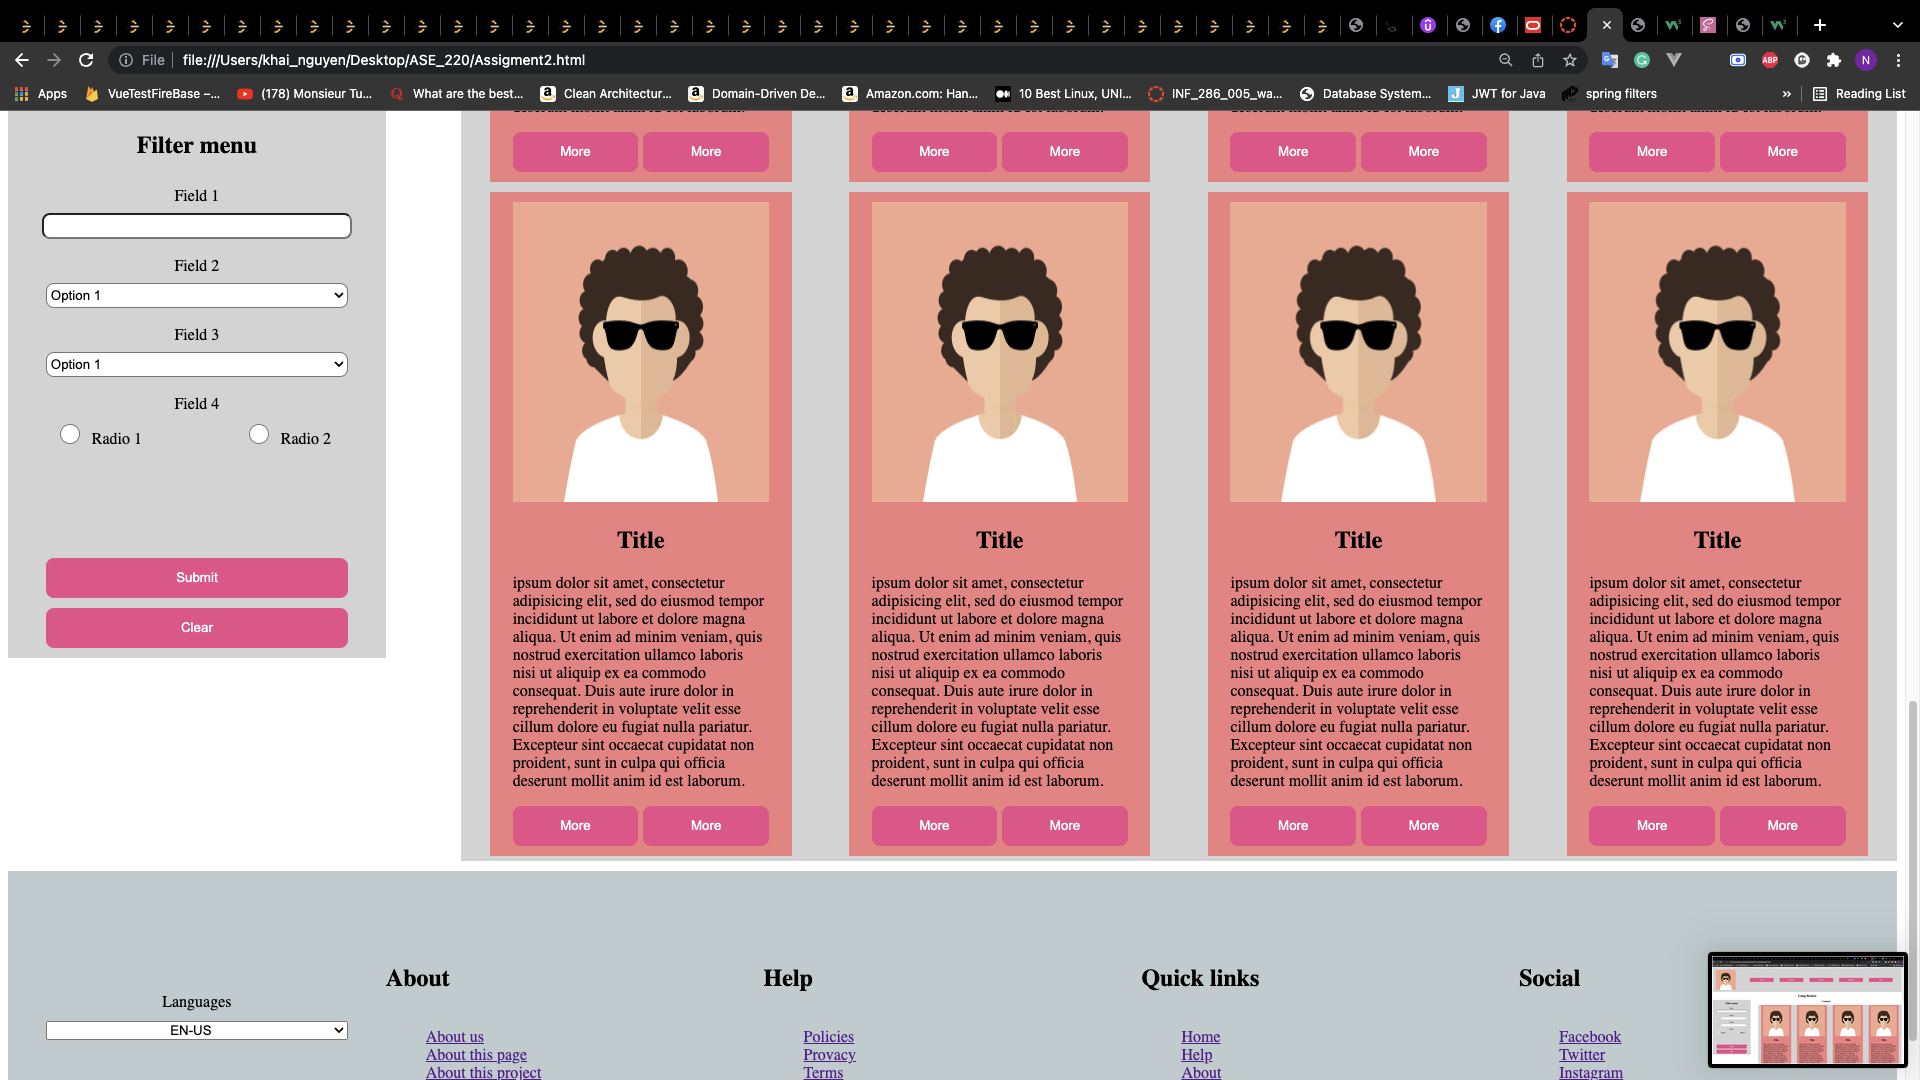 File
file:///Users/khai_nguyen/Desktop/ASE_220/Assigment2.html
N
Apps
VueTestFireBase –...
(178) Monsieur Tu...
What are the best...
Clean Architectur...
Domain-Driven De...
Amazon.com: Han...
10 Best Linux, UNI...
INF_286_005_wa...
Database System...
JWT for Java
spring filters
»
Reading List
Filter menu
Field 1
Field 2
Option 1
Field 3
Option 1
Field 4
Radio 1
Radio 2
Submit
Clear
More
More
More
More
More
More
More
More
Title
ipsum dolor sit amet, consectetur
adipisicing elit, sed do eiusmod tempor
incididunt ut labore et dolore magna
aliqua. Ut enim ad minim veniam, quis
nostrud exercitation ullamco laboris
nisi ut aliquip ex ea commodo
consequat. Duis aute irure dolor in
reprehenderit in voluptate velit esse
cillum dolore eu fugiat nulla pariatur.
Excepteur sint occaecat cupidatat non
proident, sunt in culpa qui officia
deserunt mollit anim id est laborum.
More
More
Title
ipsum dolor sit amet, consectetur
adipisicing elit, sed do eiusmod tempor
incididunt ut labore et dolore magna
aliqua. Ut enim ad minim veniam, quis
nostrud exercitation ullamco laboris
nisi ut aliquip ex ea commodo
consequat. Duis aute irure dolor in
reprehenderit in voluptate velit esse
cillum dolore eu fugiat nulla pariatur.
Excepteur sint occaecat cupidatat non
proident, sunt in culpa qui officia
deserunt mollit anim id est laborum.
More
More
Title
ipsum dolor sit amet, consectetur
adipisicing elit, sed do eiusmod tempor
incididunt ut labore et dolore magna
aliqua. Ut enim ad minim veniam, quis
nostrud exercitation ullamco laboris
nisi ut aliquip ex ea commodo
consequat. Duis aute irure dolor in
reprehenderit in voluptate velit esse
cillum dolore eu fugiat nulla pariatur.
Excepteur sint occaecat cupidatat non
proident, sunt in culpa qui officia
deserunt mollit anim id est laborum.
More
More
Title
ipsum dolor sit amet, consectetur
adipisicing elit, sed do eiusmod tempor
incididunt ut labore et dolore magna
aliqua. Ut enim ad minim veniam, quis
nostrud exercitation ullamco laboris
nisi ut aliquip ex ea commodo
consequat. Duis aute irure dolor in
reprehenderit in voluptate velit esse
cillum dolore eu fugiat nulla pariatur.
Excepteur sint occaecat cupidatat non
proident, sunt in culpa qui officia
deserunt mollit anim id est laborum.
More
More
Languages
EN-US
About
About us
About this page
About this project
Help
Policies
Provacy
Terms
Quick links
Home
Help
About
Social
Facebook
Twitter
Instagram